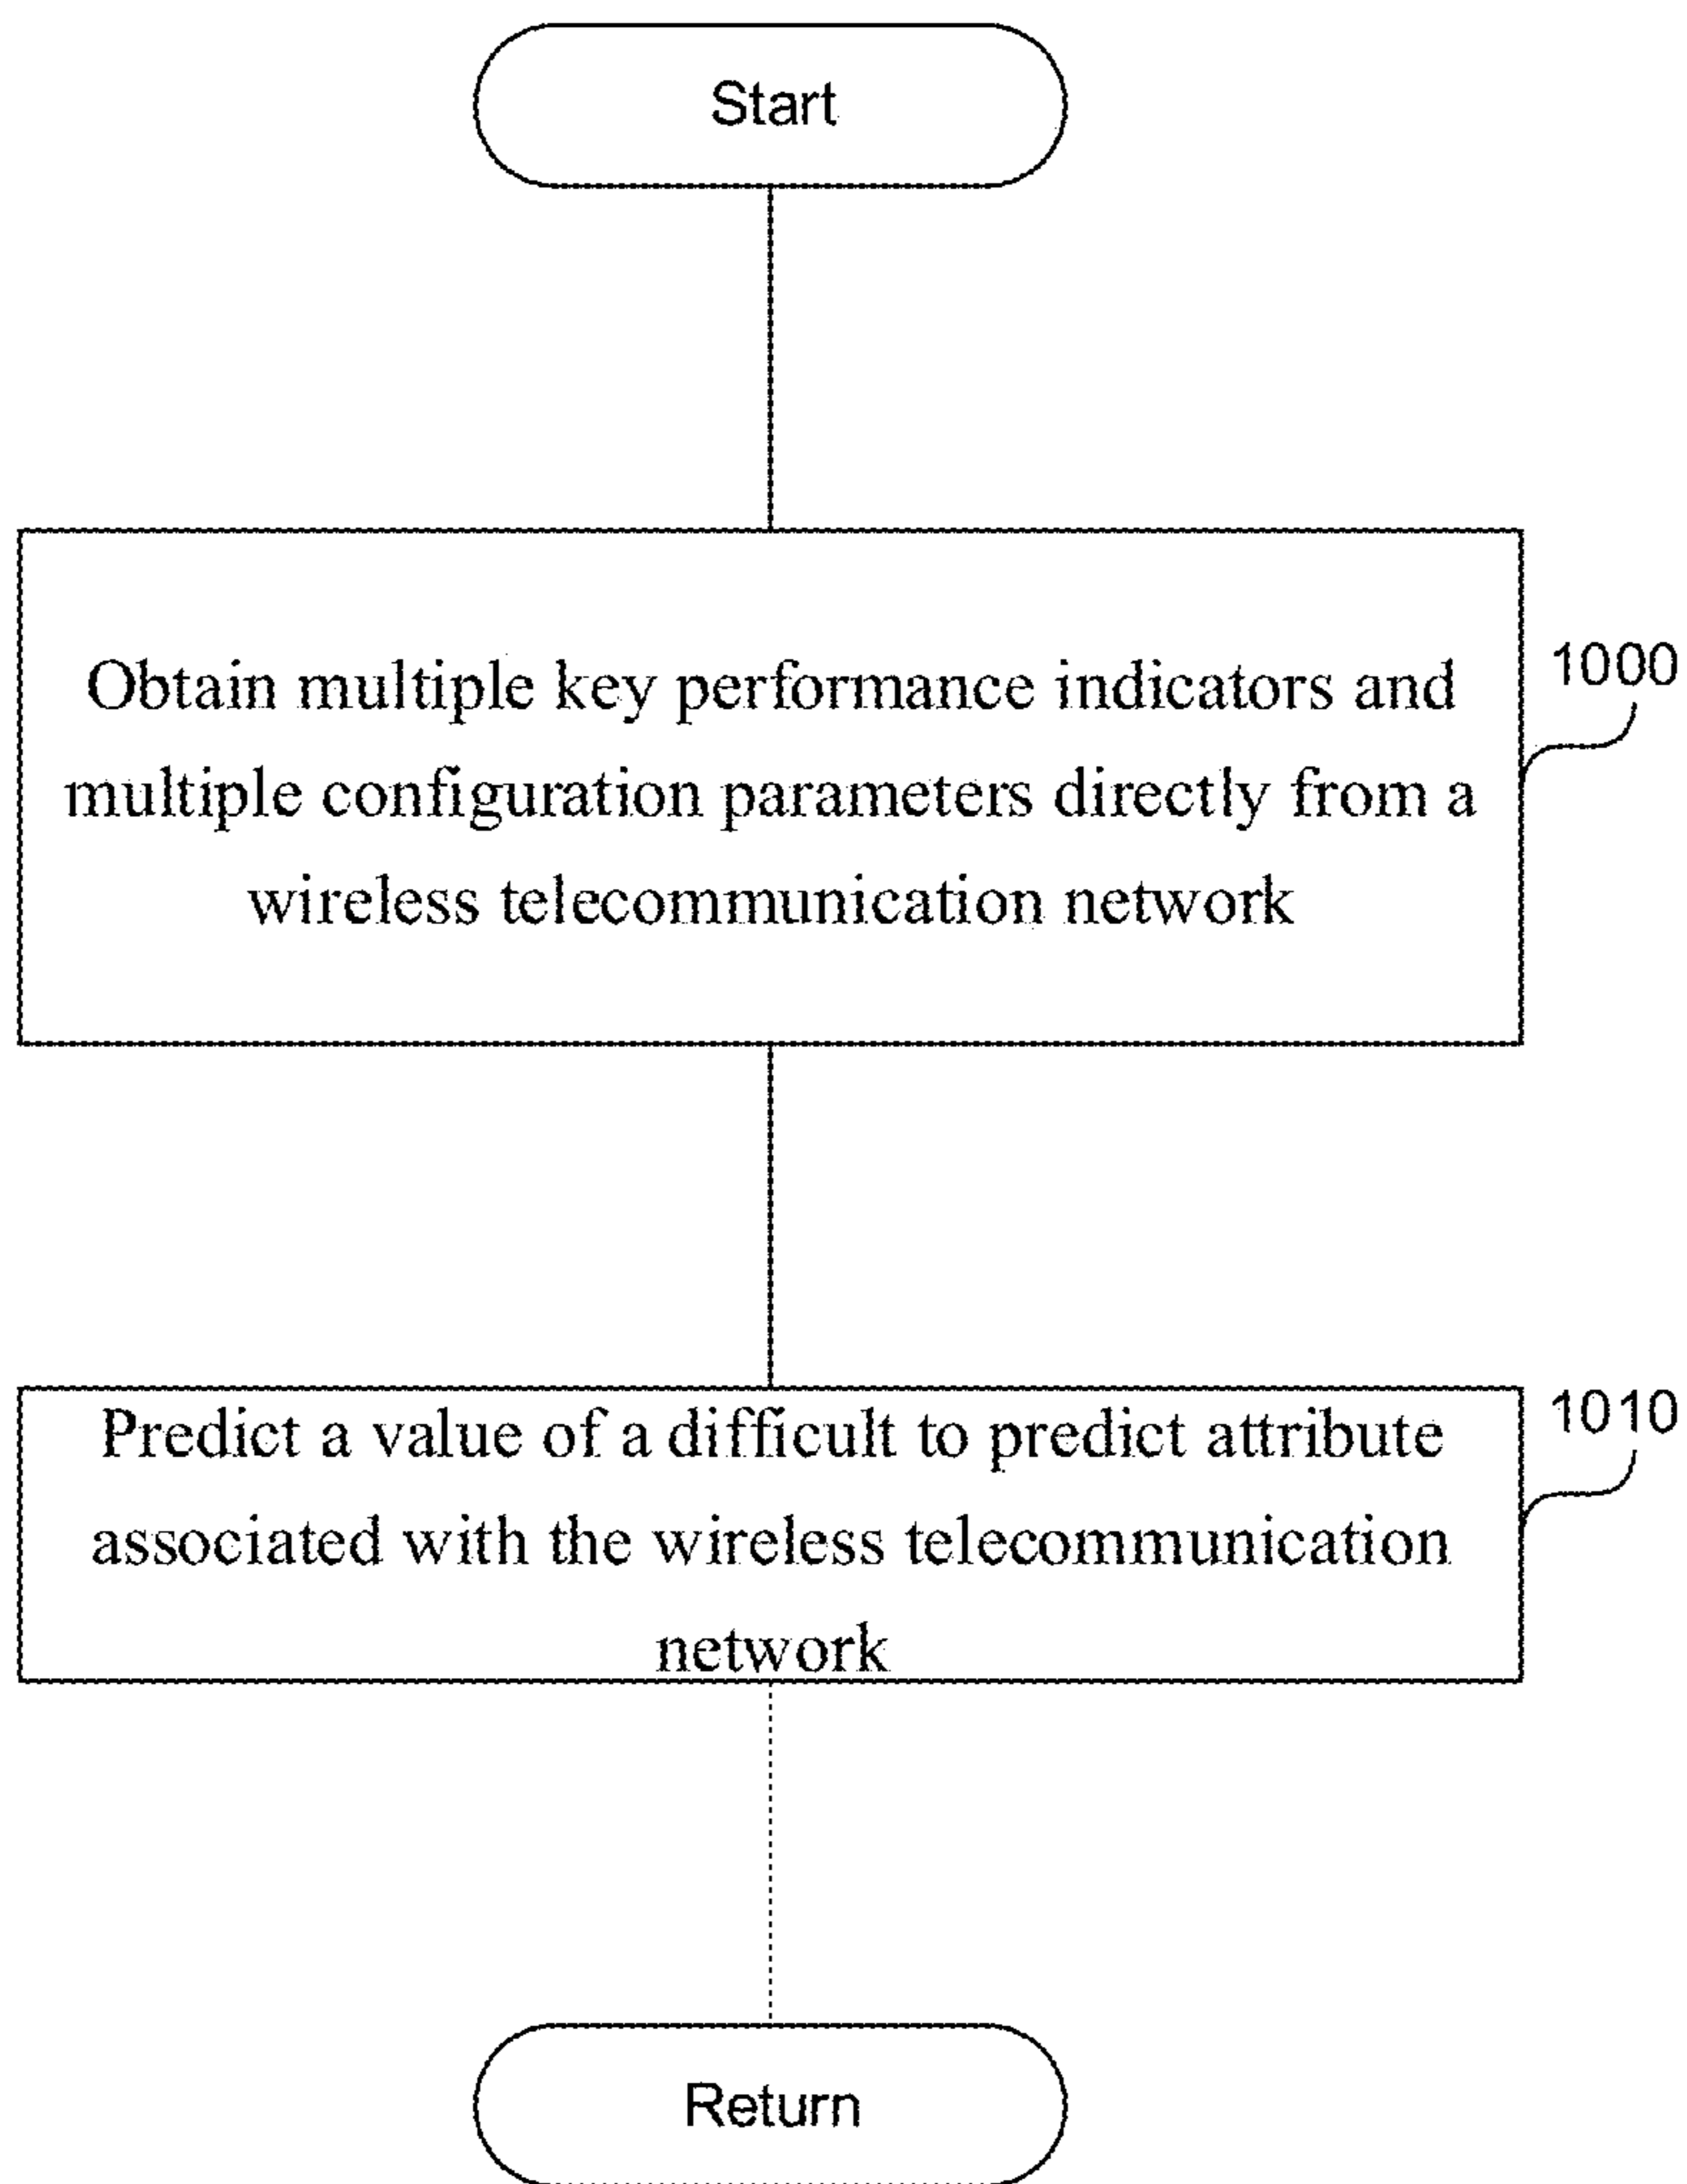 Start
Obtain multiple key performance indicators and
multiple configuration parameters directly from a
wireless telecommunication network
1000
Predict a value of a difficult to predict attribute
associated with the wireless telecommunication
network
1010
Return